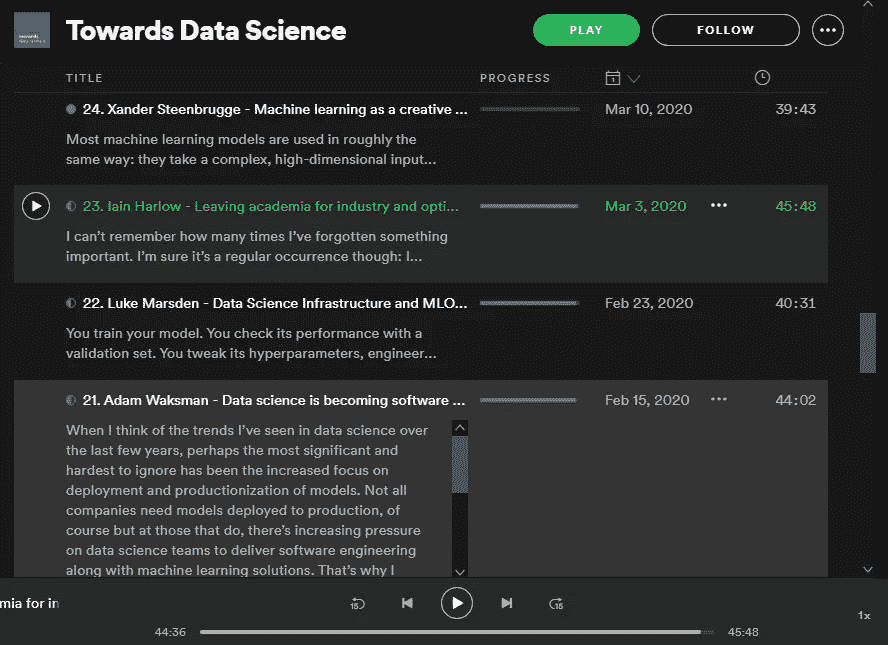 Towards Data Science
PLAY
FOLLOW
TITLE
PROGRESS
24. Xander Steenbrugge - Machine learning as a creative ...
Mar 10, 2020
39:43
Most machine learning models are used in roughly the
same way: they take a complex, high-dimensional input...
23. Iain Harlow - Leaving academia for industry and opti...
Mar 3, 2020
45:48
I can't remember how many times I've forgotten something
important. I'm sure it's a regular occurrence though: I...
22. Luke Marsden - Data Science Infrastructure and MLO...
Feb 23, 2020
40:31
You train your model. You check its performance with a
validation set. You tweak its hyperparameters, engineer...
21. Adam Waksman - Data science is becoming software ...
Feb 15, 2020
44:02
When I think of the trends I've seen in data science over
the last few years, perhaps the most significant and
hardest to ignore has been the increased focus on
deployment and productionization of models. Not all
companies need models deployed to production, of
course but at those that do, there's increasing pressure
on data science teams to deliver software engineering
along with machine learning solutions. That's why I
mia for in
15
15
1x
44:36
45:48